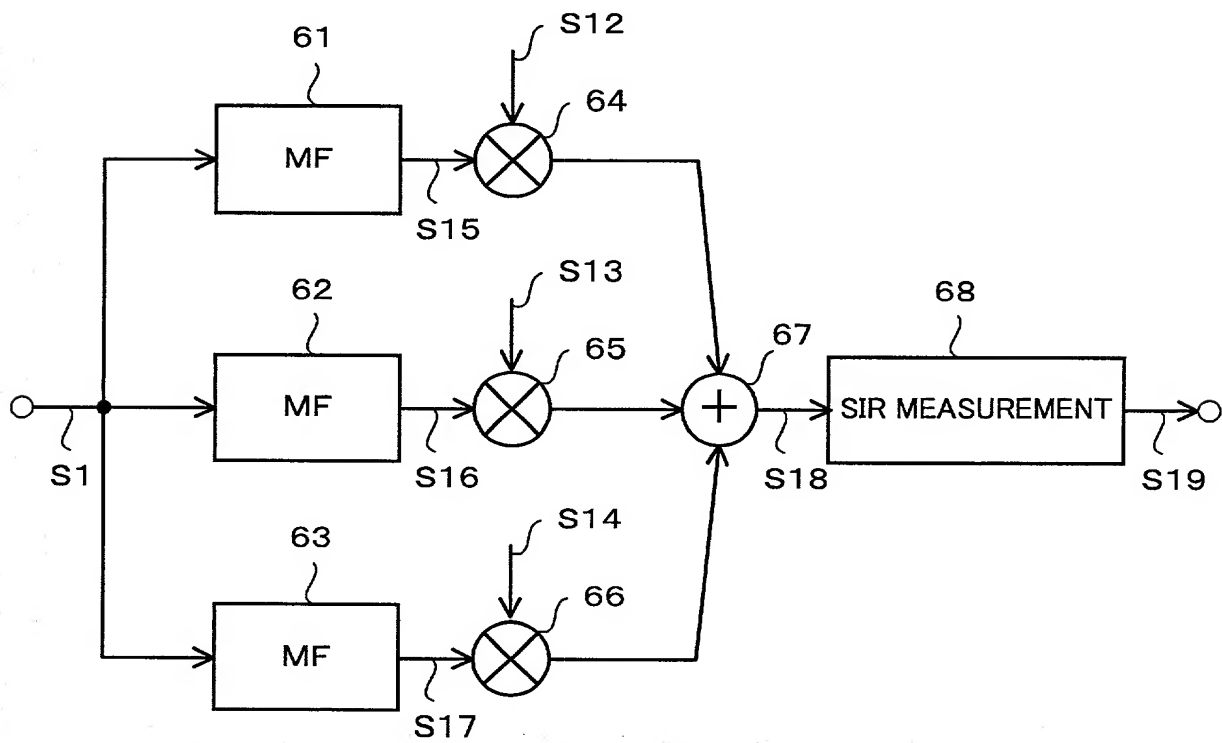 S12
61
64
MF
S15
S13
62
65
67
68
MF
SIR MEASUREMENT
S1
S16
S18
S19
S14
63
66
MF
S17